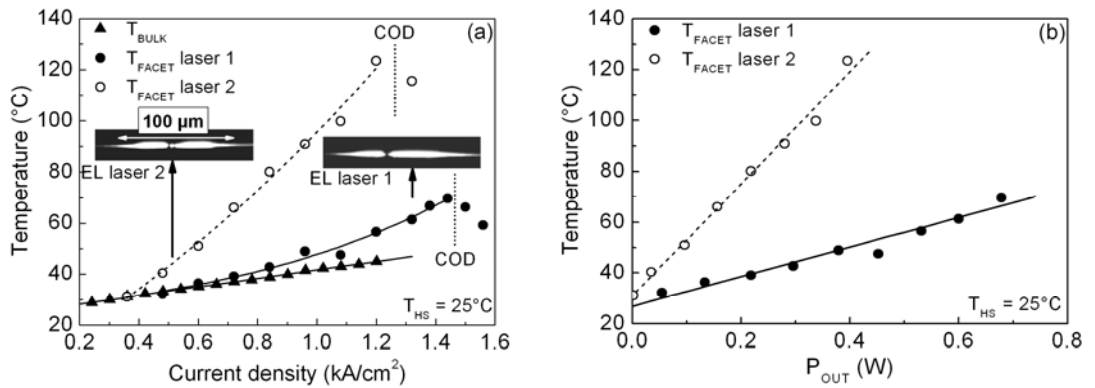 140
120
100
80
60
40
20
Temperature (°C)
0.2 0.4 0.6 0.8 1.0 1.2 1.4 1.6
Current density (kA/cm²)
T_BULK
T_FACET laser 1
T_FACET laser 2
COD
(a)
100 µm
EL laser 2
EL laser 1
COD
T_HS = 25°C
140
120
100
80
60
40
20
Temperature (°C)
0.0 0.2 0.4 0.6 0.8
P_OUT (W)
T_FACET laser 1
T_FACET laser 2
(b)
T_HS = 25°C